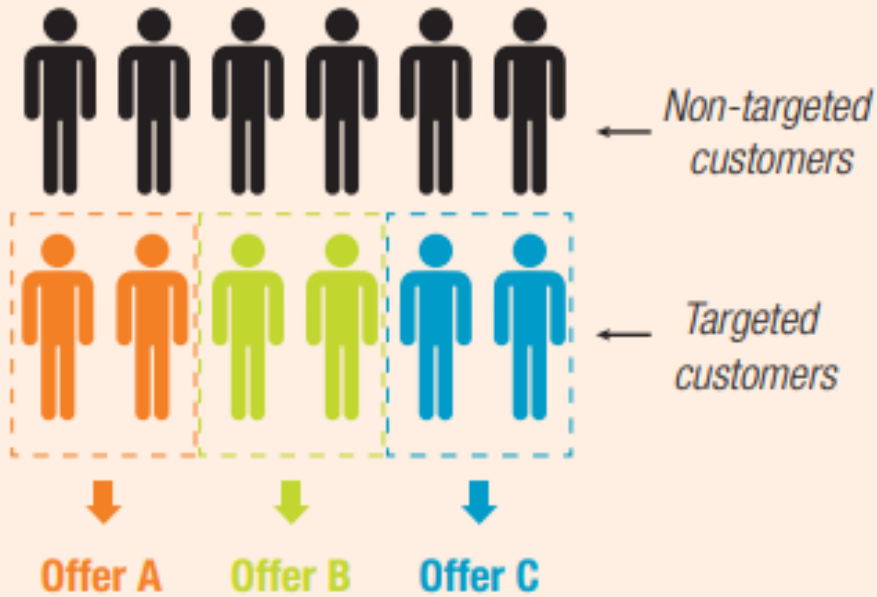 Non-targeted
customers
Targeted
customers
Offer A
Offer B
Offer C